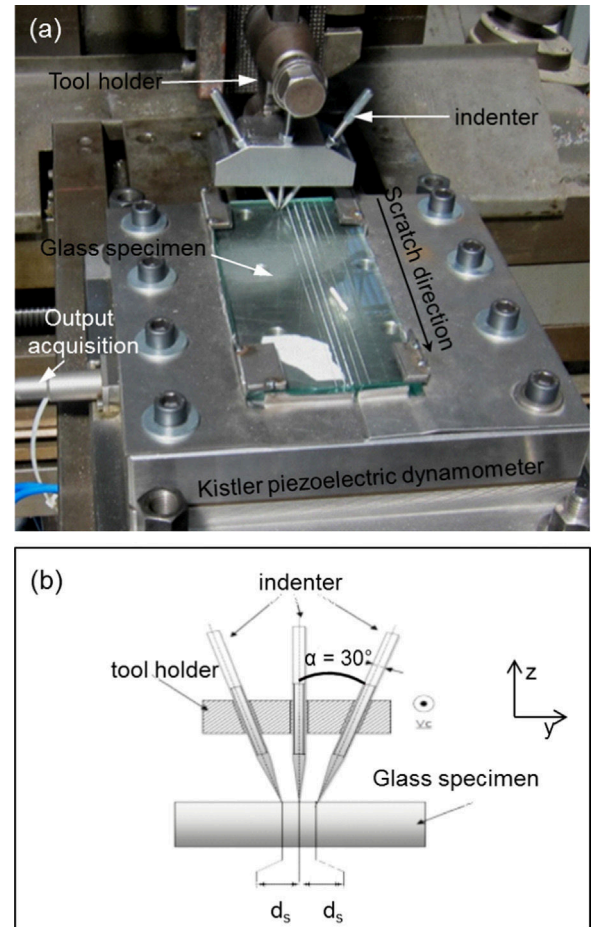 (a)
Tool holder
indenter
Scratch direction
Glass specimen
Output
acquisition
Kistler piezoelectric dynamometer
(b)
indenter
α = 30°
tool holder
z
Vc
y
Glass specimen
ds ds